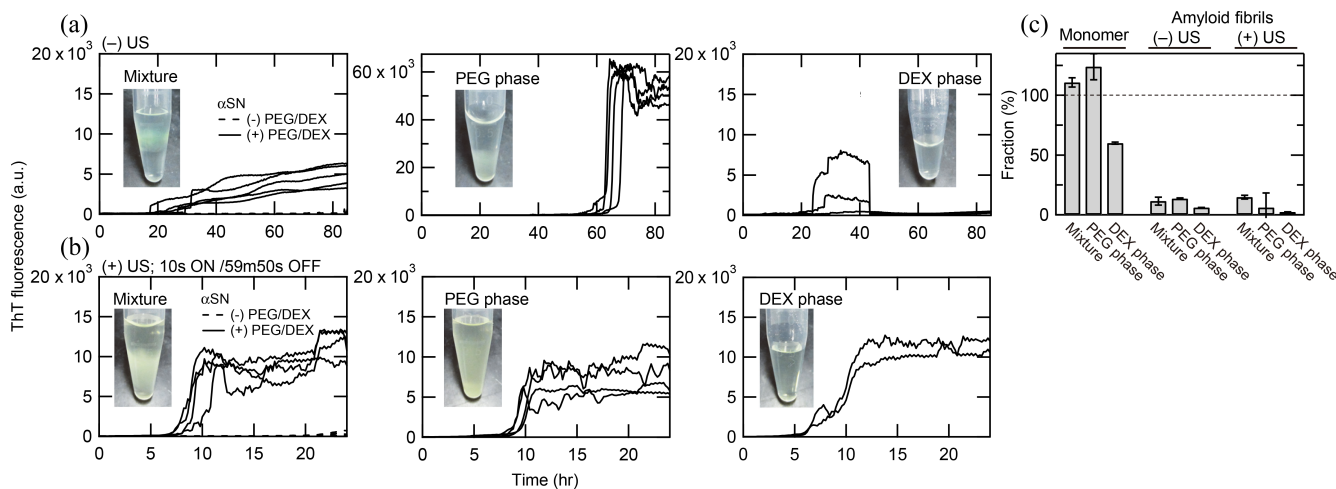 (a)
(–) US
20 x 10³
15
10
5
0
0 20 40 60 80
Mixture
αSN
(-) PEG/DEX
(+) PEG/DEX
60 x 10³
40
20
0
0 20 40 60 80
PEG phase
20 x 10³
15
10
5
0
0 20 40 60 80
DEX phase
(b)
(+) US; 10s ON /59m50s OFF
20 x 10³
15
10
5
0
0 5 10 15 20
Mixture
αSN
(-) PEG/DEX
(+) PEG/DEX
20 x 10³
15
10
5
0
0 5 10 15 20
PEG phase
20 x 10³
15
10
5
0
0 5 10 15 20
DEX phase
ThT fluorescence (a.u.)
Time (hr)
(c)
Amyloid fibrils
Monomer (–) US (+) US
Fraction (%)
100
50
0
Mixture
PEG phase
DEX phase
Mixture
PEG phase
DEX phase
Mixture
PEG phase
DEX phase